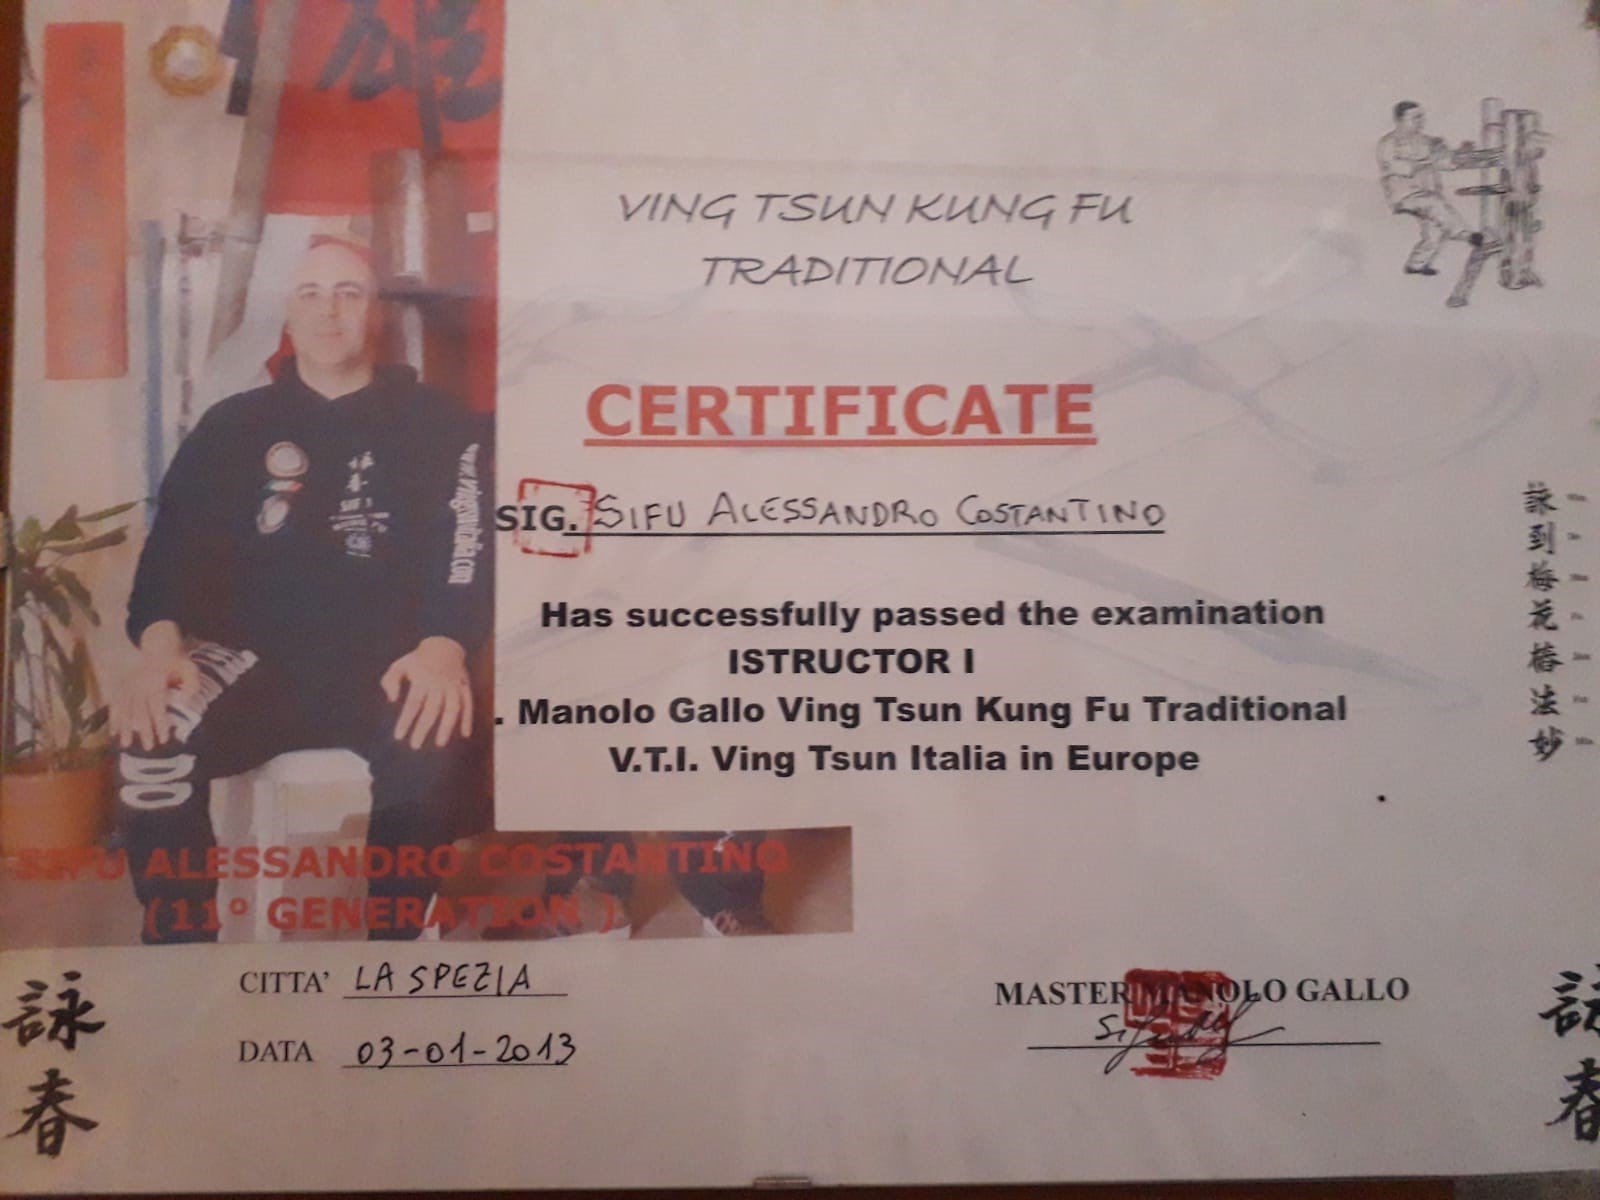 VING TSUN KUNG FU
TRADITIONAL
CERTIFICATE
SIG. SIFU ALESSANDRO COSTANTINO
Has successfully passed the examination
ISTRUCTOR I
. Manolo Gallo Ving Tsun Kung Fu Traditional
V.T.I. Ving Tsun Italia in Europe
SIFU ALESSANDRO COSTANTINO
(11° GENERATION )
CITTA' LA SPEZIA
DATA 03-01-2013
MASTER MANOLO GALLO
詠到梅花樁法妙
詠春
詠春
DO